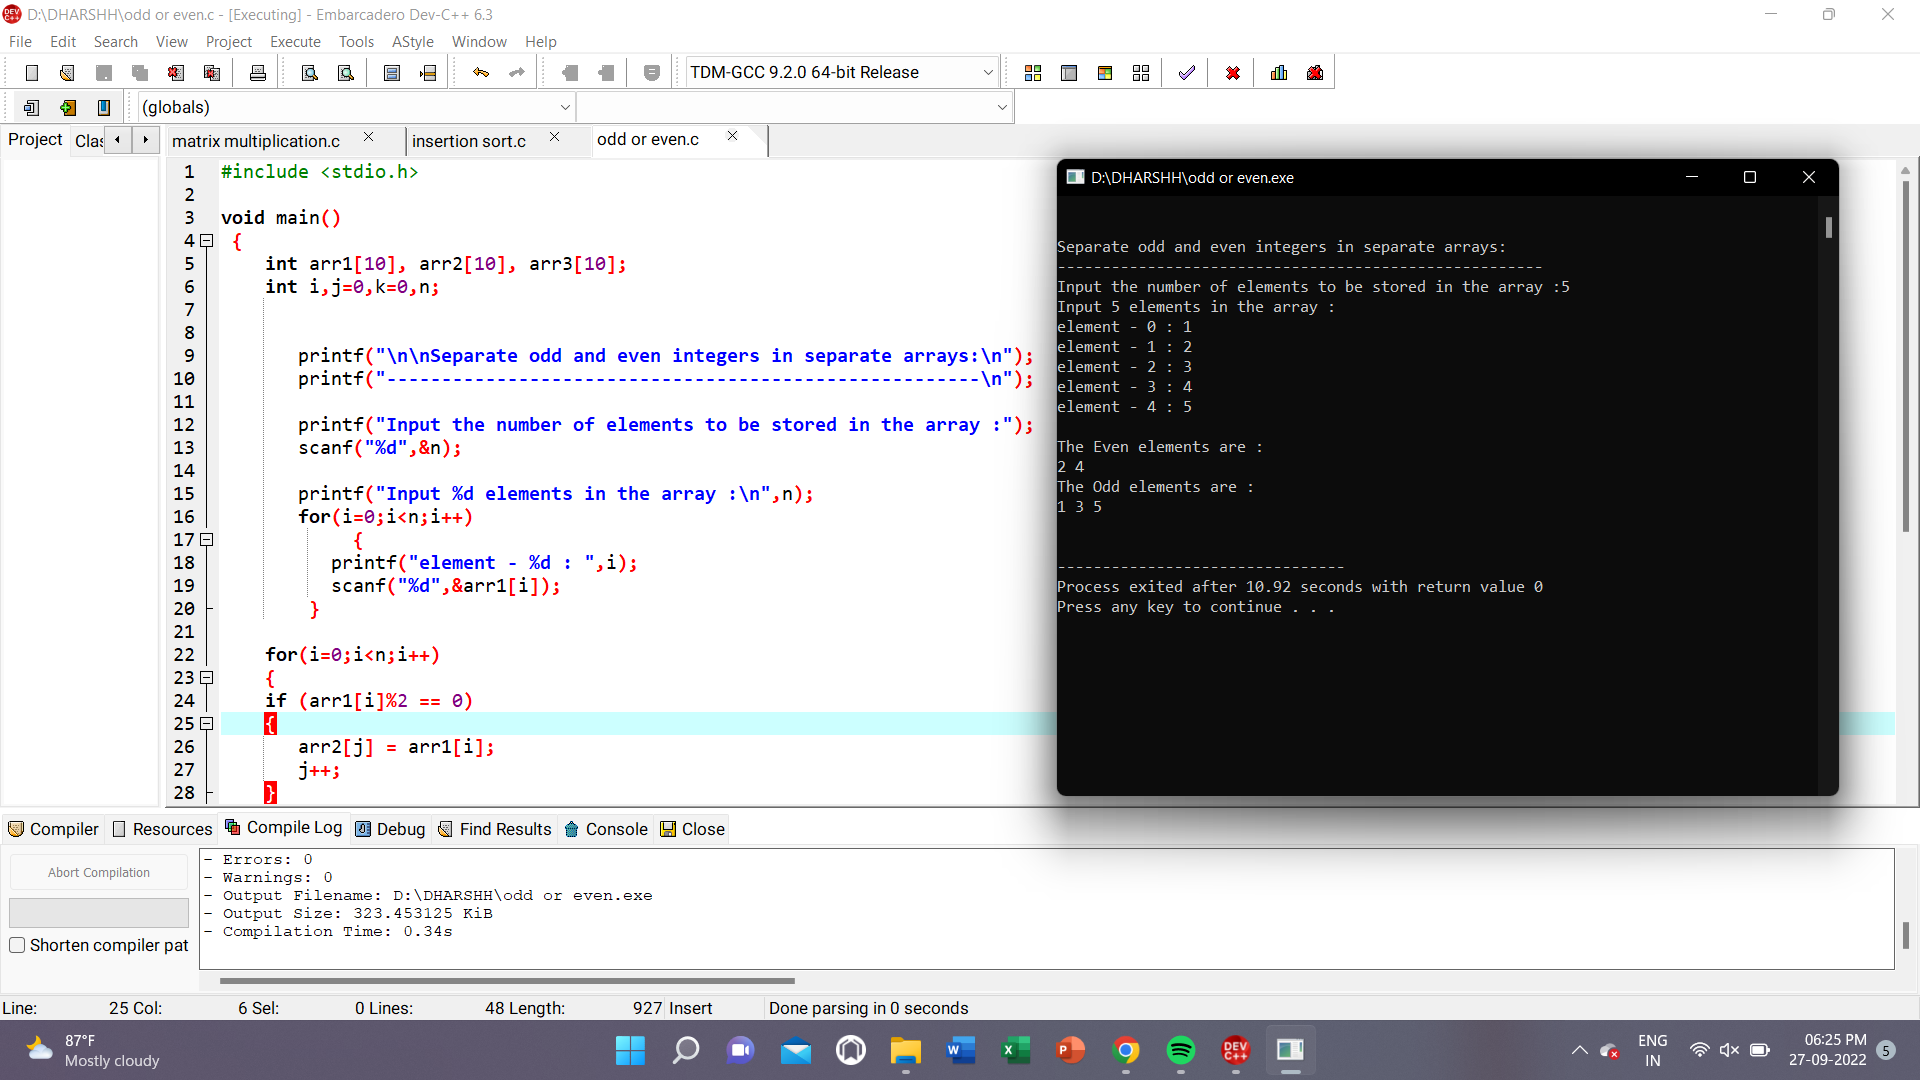 D:\DHARSHH\odd or even.c - [Executing] - Embarcadero Dev-C++ 6.3
File Edit Search View Project Execute Tools AStyle Window Help
TDM-GCC 9.2.0 64-bit Release
(globals)
Project Clas
matrix multiplication.c insertion sort.c odd or even.c
1 #include <stdio.h>
2
3 void main()
4 {
5 int arr1[10], arr2[10], arr3[10];
6 int i,j=0,k=0,n;
7
8
9 printf("\n\nSeparate odd and even integers in separate arrays:\n");
10 printf("------------------------------------------------------\n");
11
12 printf("Input the number of elements to be stored in the array :");
13 scanf("%d",&n);
14
15 printf("Input %d elements in the array :\n",n);
16 for(i=0;i<n;i++)
17 {
18 printf("element - %d : ",i);
19 scanf("%d",&arr1[i]);
20 }
21
22 for(i=0;i<n;i++)
23 {
24 if (arr1[i]%2 == 0)
25 {
26 arr2[j] = arr1[i];
27 j++;
28 }
D:\DHARSHH\odd or even.exe
Separate odd and even integers in separate arrays:
------------------------------------------------------
Input the number of elements to be stored in the array :5
Input 5 elements in the array :
element - 0 : 1
element - 1 : 2
element - 2 : 3
element - 3 : 4
element - 4 : 5
The Even elements are :
2 4
The Odd elements are :
1 3 5
--------------------------------
Process exited after 10.92 seconds with return value 0
Press any key to continue . . .
Compiler Resources Compile Log Debug Find Results Console Close
Abort Compilation
Shorten compiler pat
- Errors: 0
- Warnings: 0
- Output Filename: D:\DHARSHH\odd or even.exe
- Output Size: 323.453125 KiB
- Compilation Time: 0.34s
Line: 25 Col: 6 Sel: 0 Lines: 48 Length: 927 Insert Done parsing in 0 seconds
87°F
Mostly cloudy
DEV C++
ENG
IN
06:25 PM
27-09-2022
5